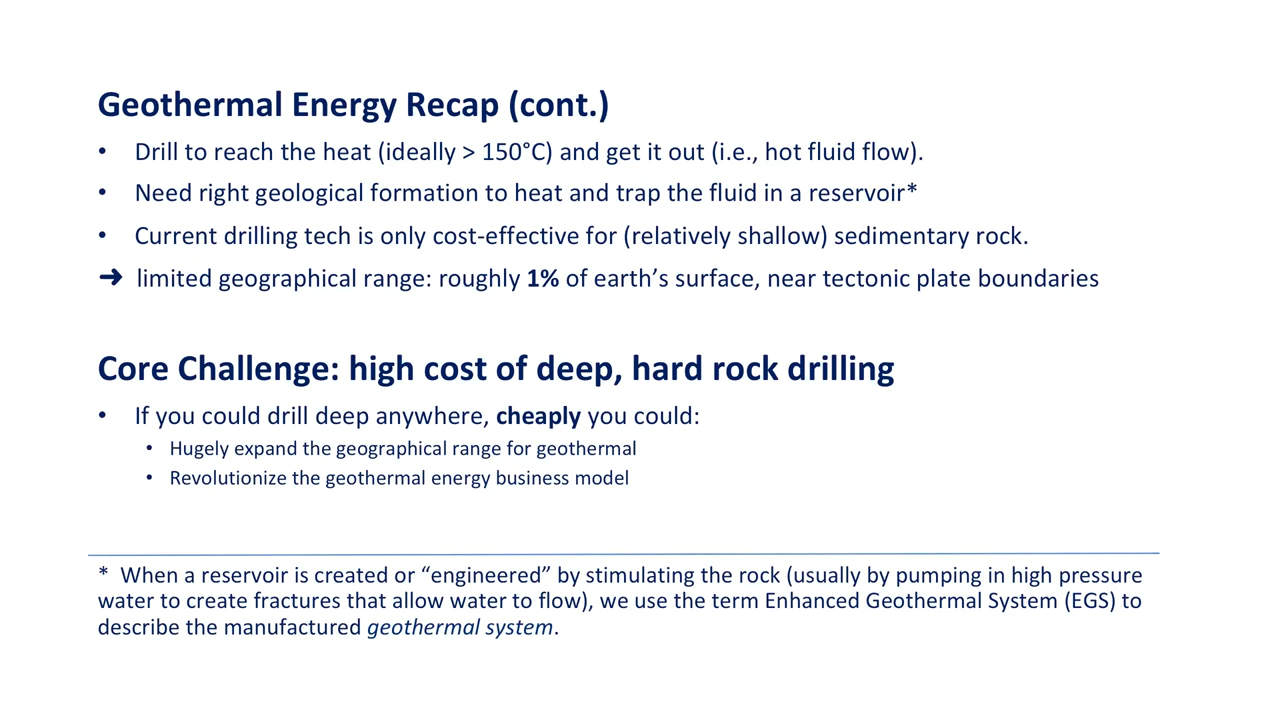 Geothermal Energy Recap (cont.)
• Drill to reach the heat (ideally > 150°C) and get it out (i.e., hot fluid flow).
• Need right geological formation to heat and trap the fluid in a reservoir*
• Current drilling tech is only cost-effective for (relatively shallow) sedimentary rock.
➜ limited geographical range: roughly 1% of earth’s surface, near tectonic plate boundaries
Core Challenge: high cost of deep, hard rock drilling
• If you could drill deep anywhere, cheaply you could:
• Hugely expand the geographical range for geothermal
• Revolutionize the geothermal energy business model
* When a reservoir is created or “engineered” by stimulating the rock (usually by pumping in high pressure
water to create fractures that allow water to flow), we use the term Enhanced Geothermal System (EGS) to
describe the manufactured geothermal system.